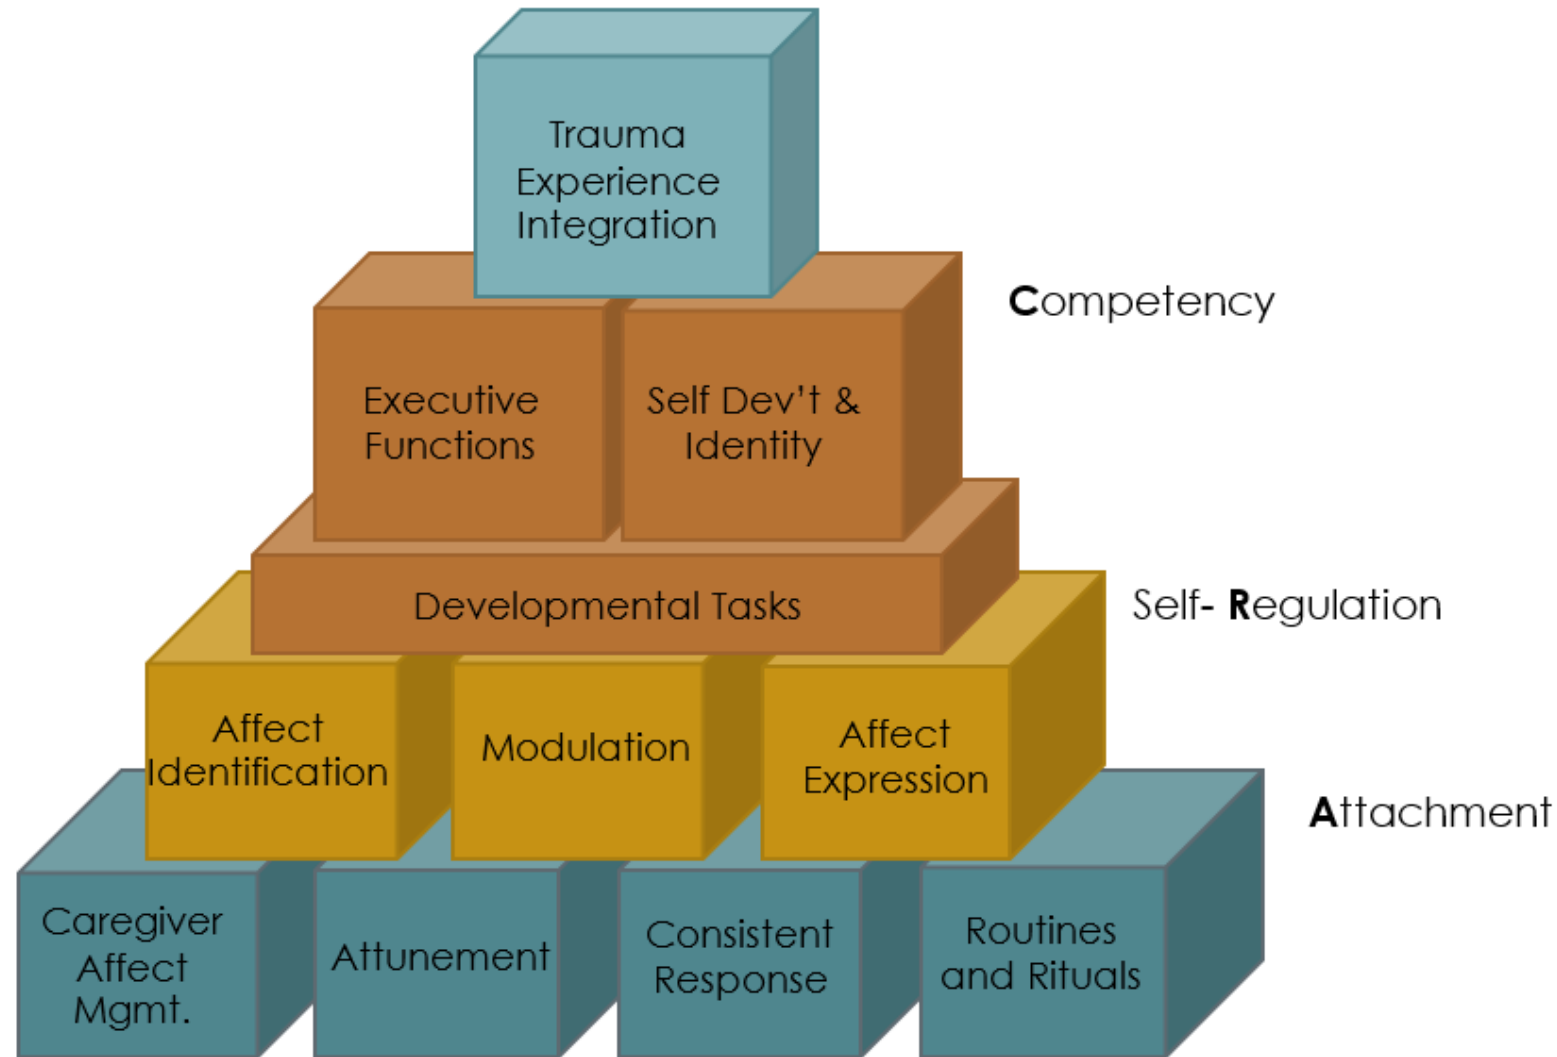 Trauma
Experience
Integration
Competency
Executive
Functions
Self Dev't &
Identity
Developmental Tasks
Self- Regulation
Affect
Identification
Modulation
Affect
Expression
Attachment
Caregiver
Affect
Mgmt.
Attunement
Consistent
Response
Routines
and Rituals